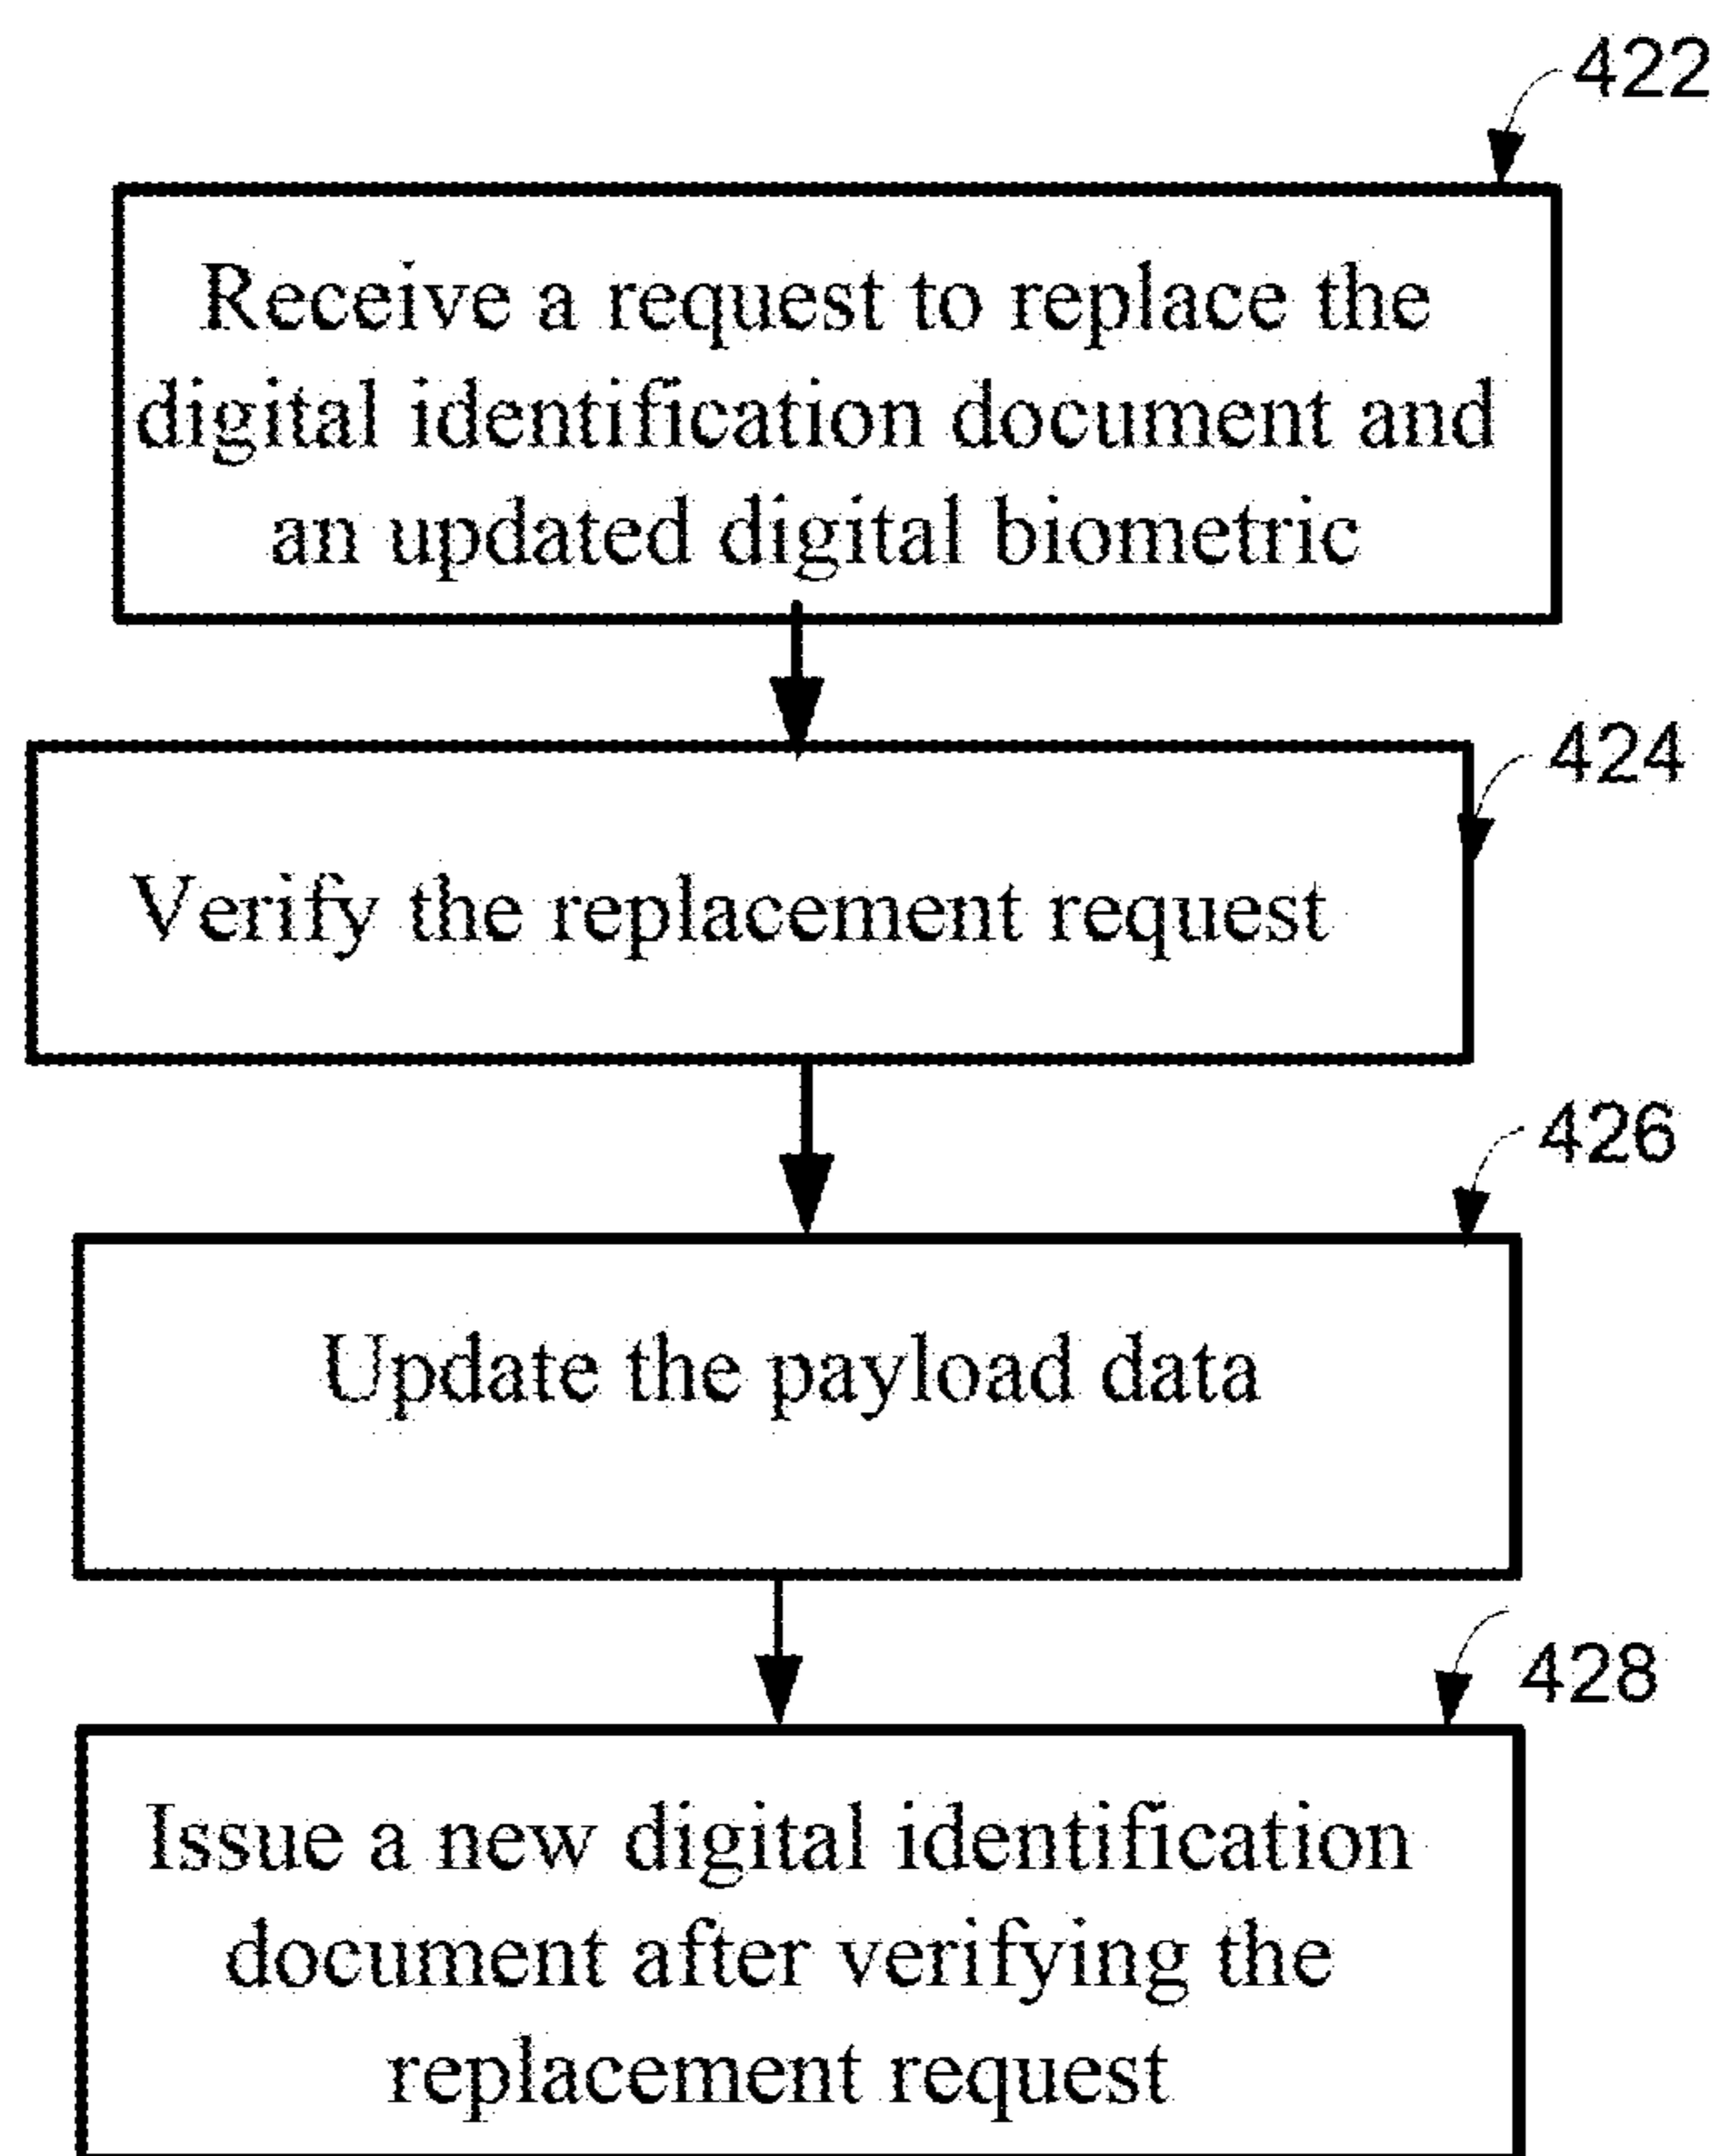 422
Receive a request to replace the
digital identification document and
an updated digital biometric
424
Verify the replacement request
426
Update the payload data
428
Issue a new digital identification
document after verifying the
replacement request